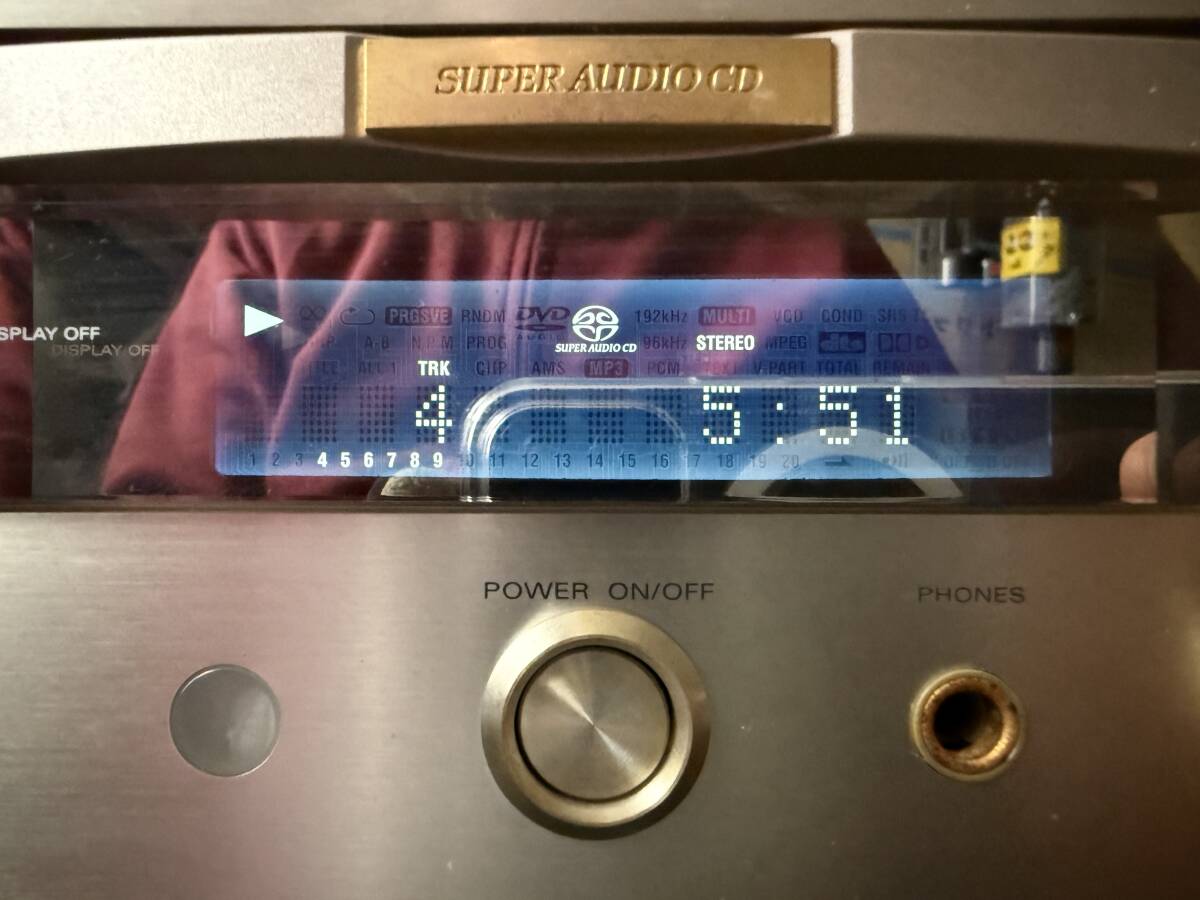 SUPER AUDIO CD
SPLAY OFF
DISPLAY OFF
PRGSVE RNDM DVD 192kHz MULTI VCD COND SRS
A-B PROG SUPER AUDIO CD 96kHz STEREO MPEG dts
ALL 1 TRK CLIP AMS MP3 PCM TEXT V-PART TOTAL REMAIN
4 5:51
1 2 3 4 5 6 7 8 9 10 11 12 13 14 15 16 17 18 19 20
POWER ON/OFF
PHONES